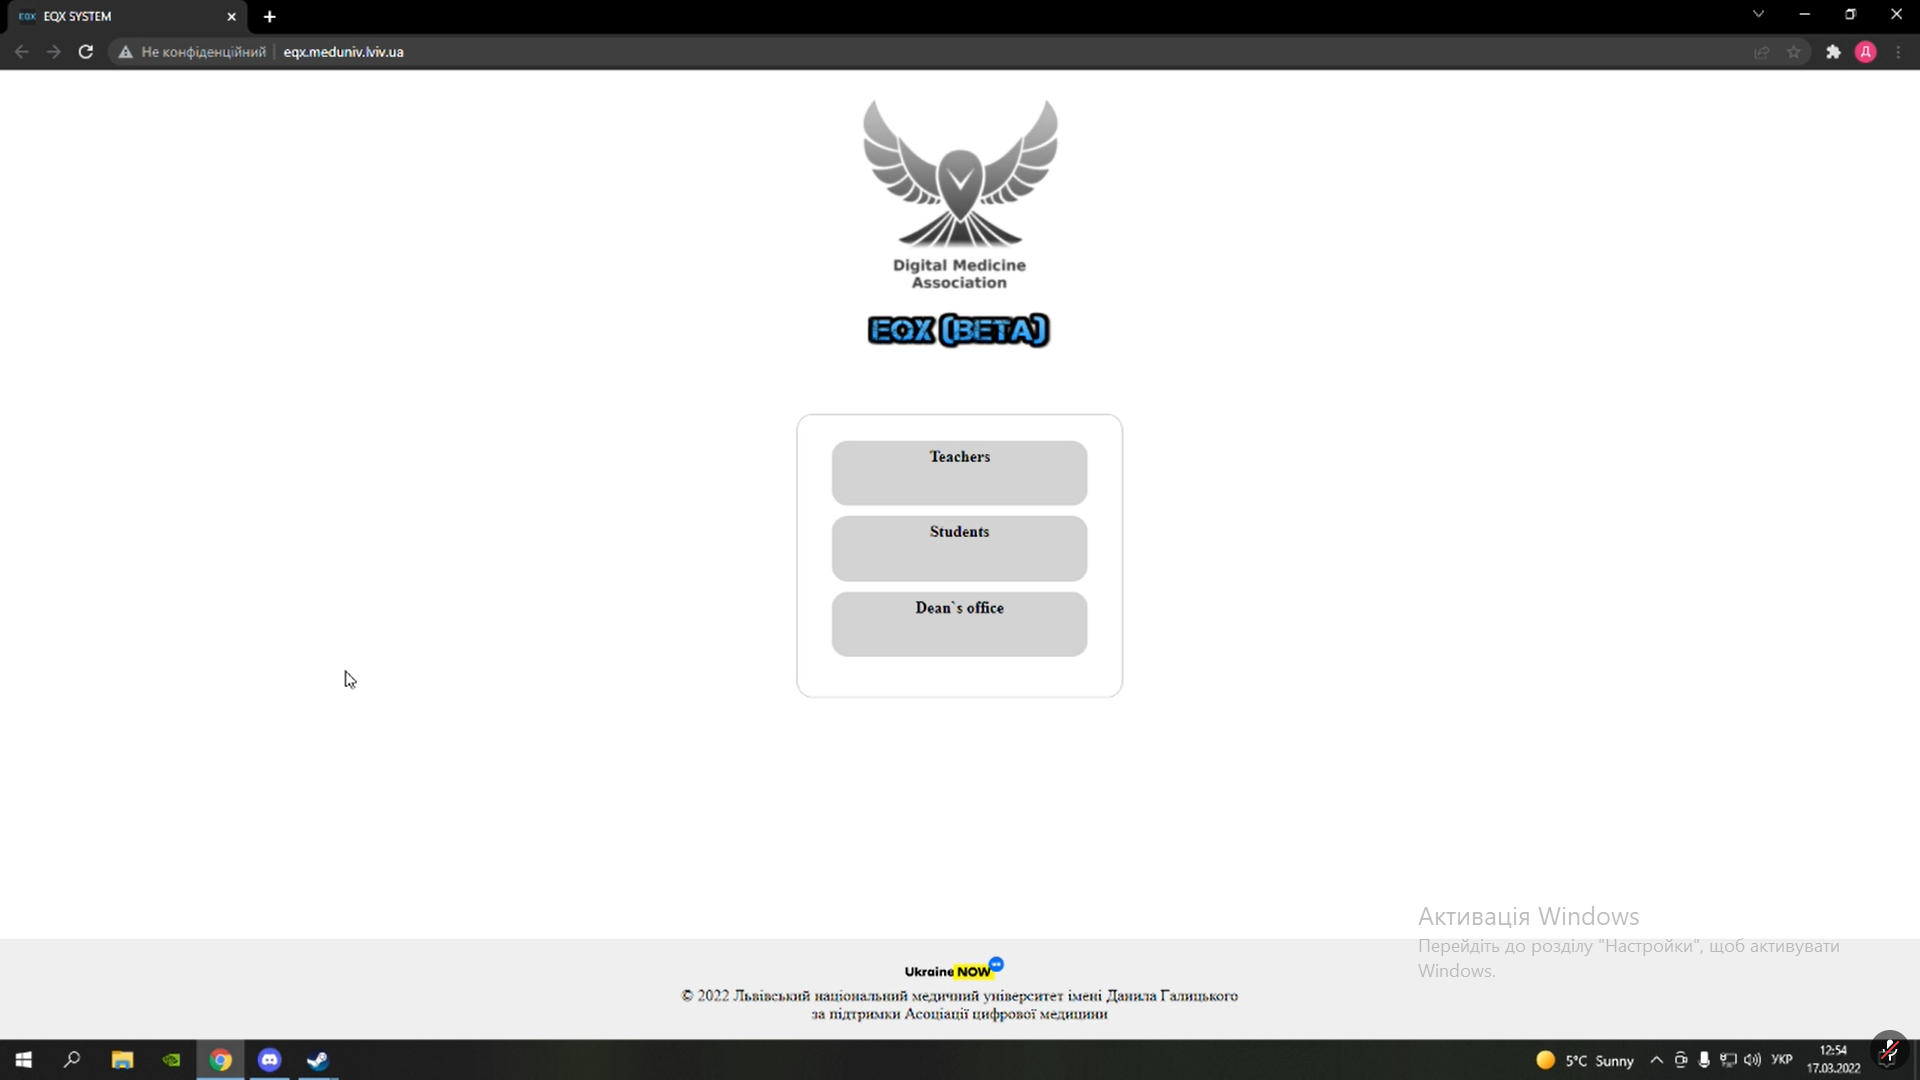 EQX
EQX SYSTEM
Не конфіденційний
eqx.meduniv.lviv.ua
Д
Digital Medicine
Association
EQX (BETA)
Teachers
Students
Dean`s office
Активація Windows
Перейдіть до розділу "Настройки", щоб активувати
Windows.
Ukraine NOW
© 2022 Львівський національний медичний університет імені Данила Галицького
за підтримки Асоціації цифрової медицини
5°C Sunny
УКР
12:54
17.03.2022